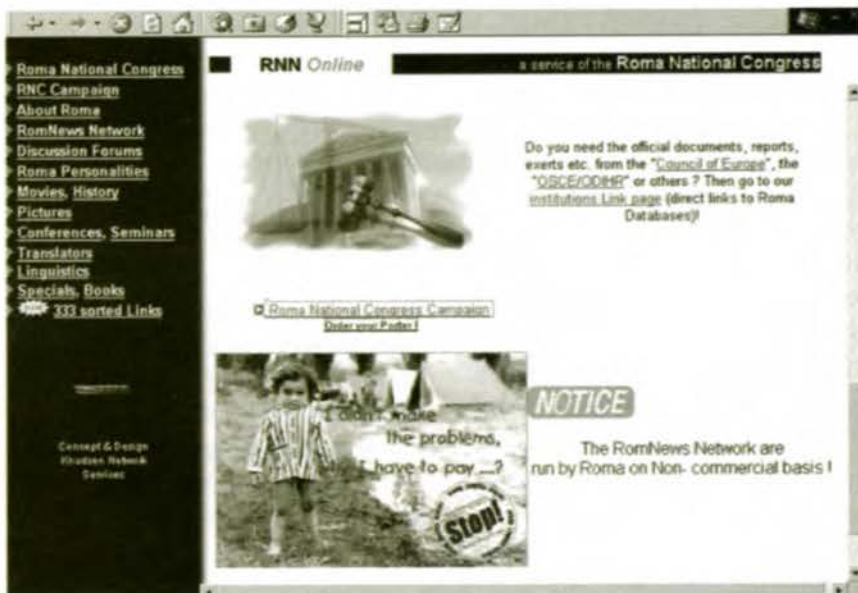 Roma National Congress
RNC Campaign
About Roma
RomNews Network
Discussion Forums
Roma Personalities
Movies, History
Pictures
Conferences, Seminars
Translators
Linguistics
Specials, Books
333 sorted Links
Concept & Design
Khudsen Network
Services
RNN Online
a service of the Roma National Congress
Do you need the official documents, reports,
exerts etc. from the "Council of Europe", the
"OSCE/ODIHR" or others ? Then go to our
institutions Link page (direct links to Roma
Databases)!
Roma National Congress Campaign
Order your Poster !
I didn't make
the problems,
I have to pay ...?
Stop!
NOTICE
The RomNews Network are
run by Roma on Non- commercial basis !